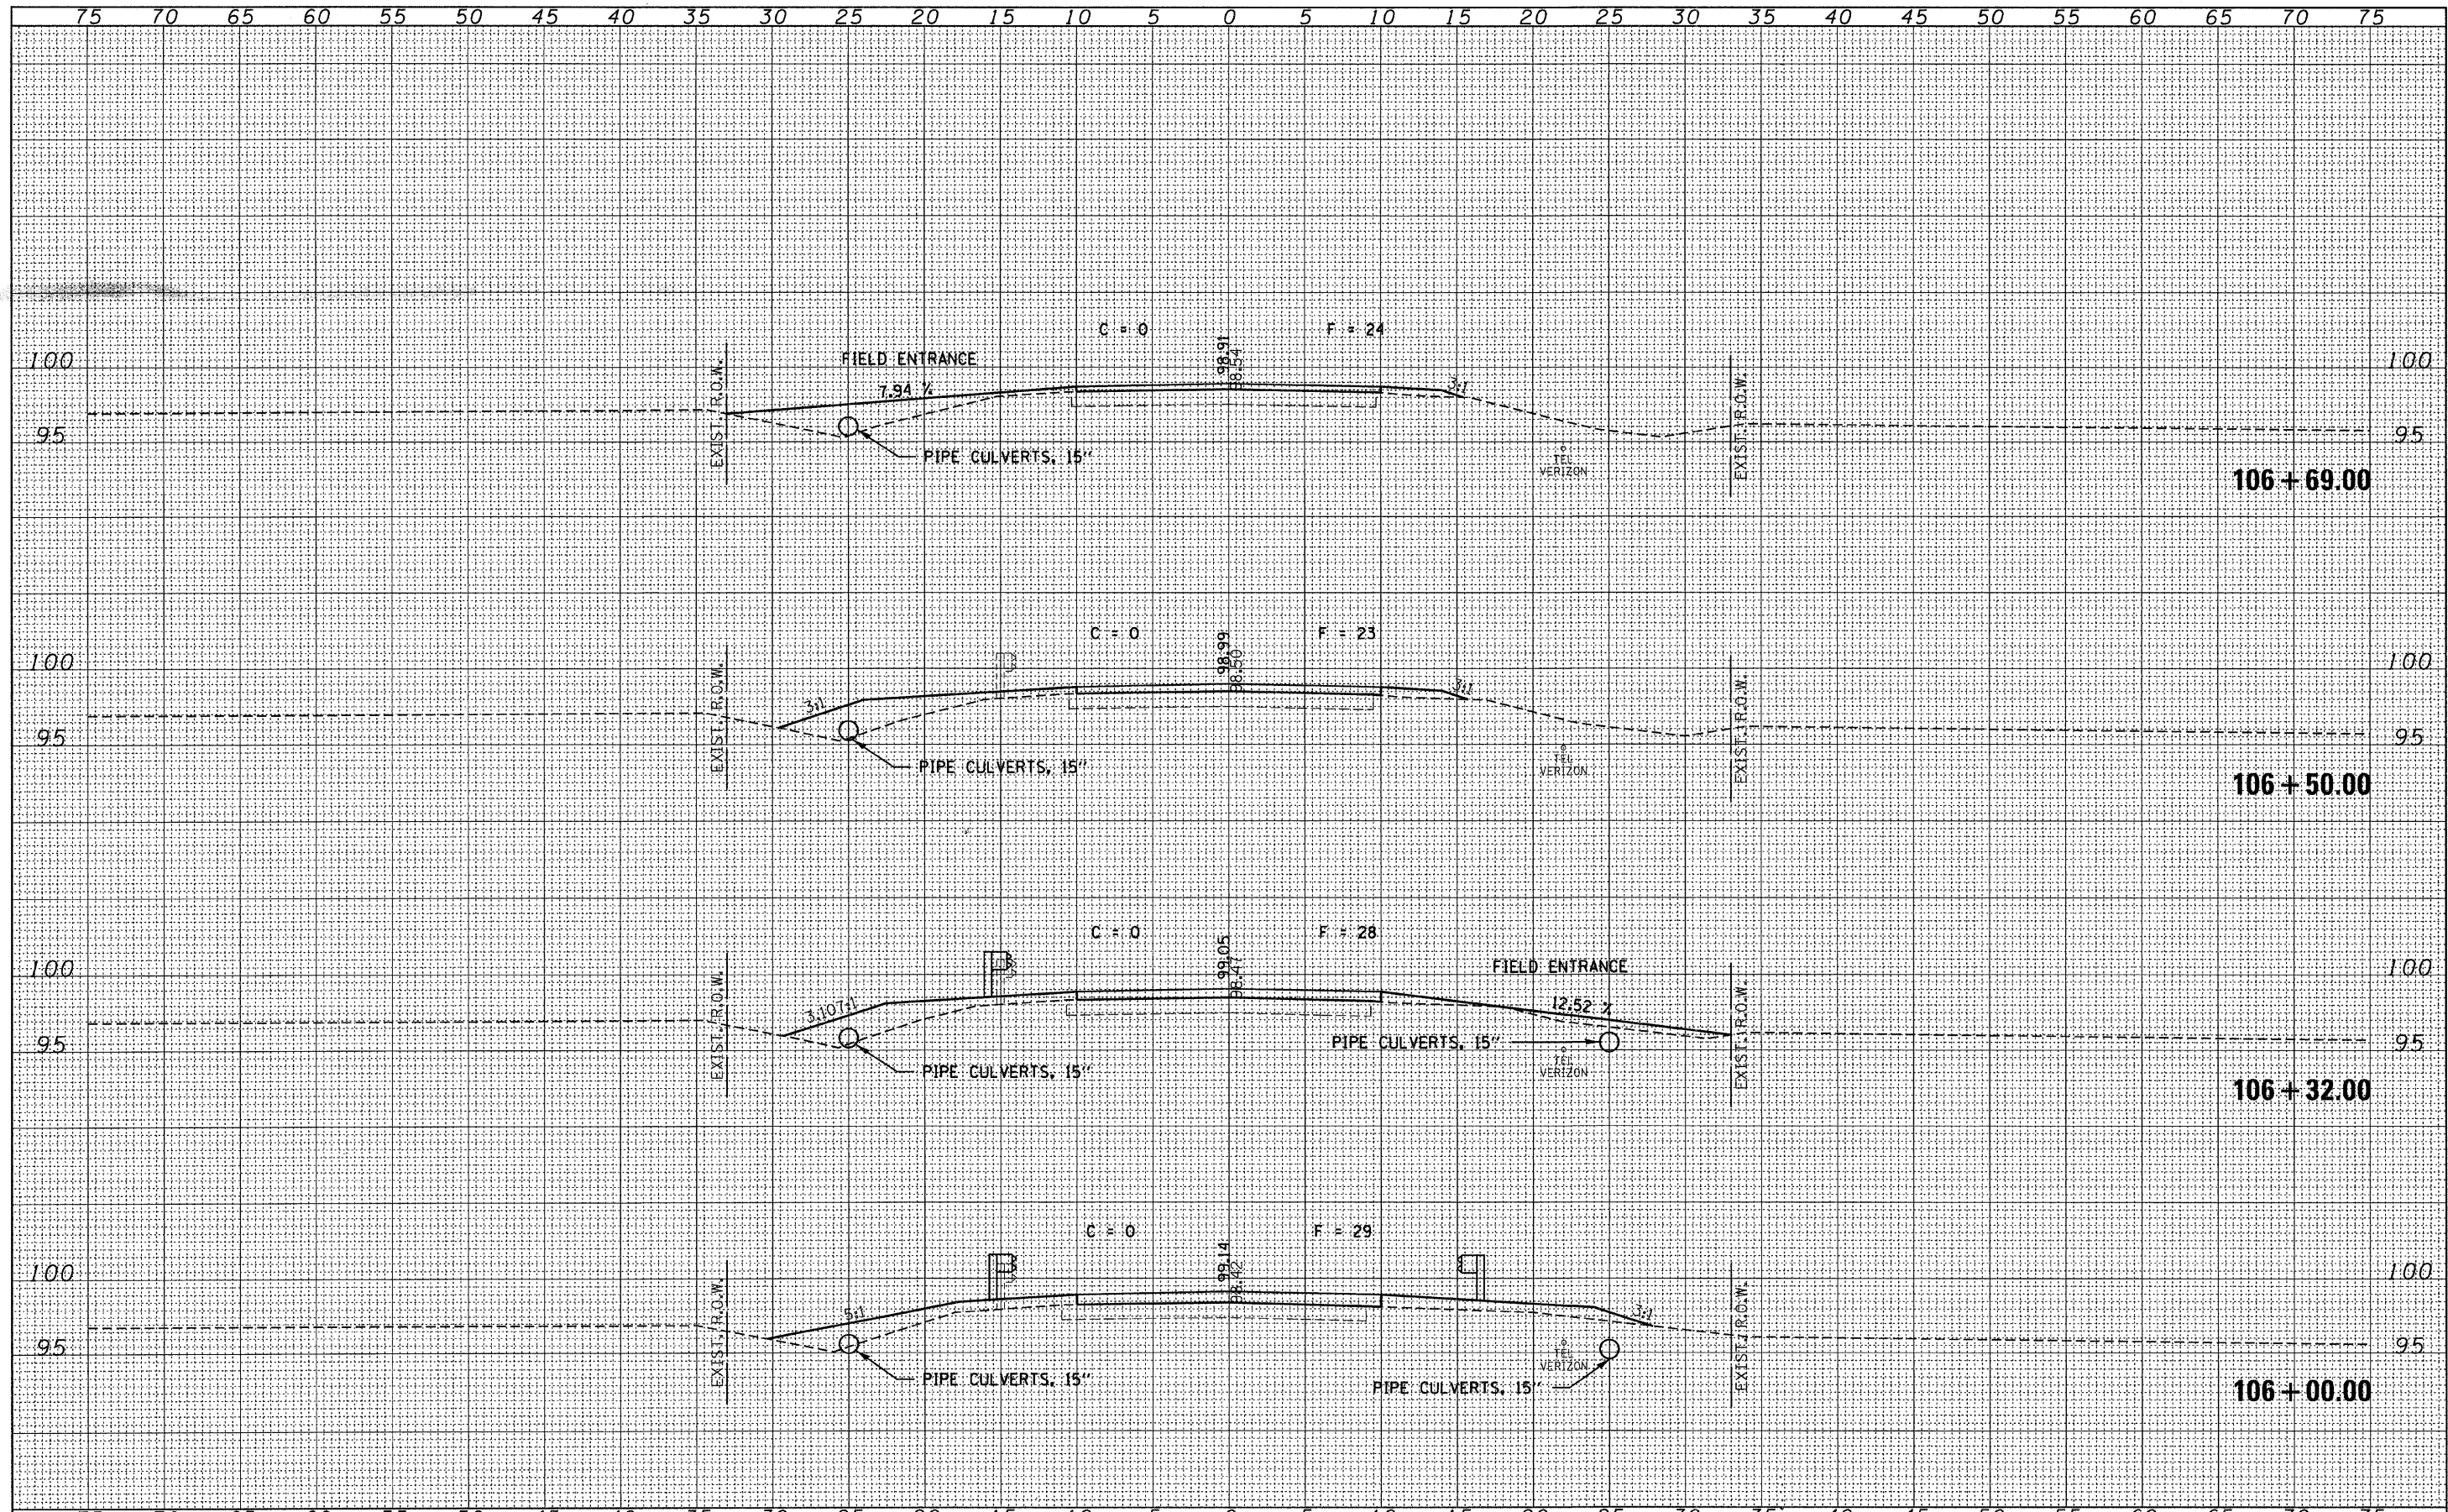 75 70 65 60 55 50 45 40 35 30 25 20 15 10 5 0 5 10 15 20 25 30 35 40 45 50 55 60 65 70 75
C = 0 F = 24
98.91
98.54
100 FIELD ENTRANCE 100
7.94 % 3:1
EXIST. R.O.W. EXIST. R.O.W.
95 95
PIPE CULVERTS, 15"
TEL
VERIZON
106 + 69.00
C = 0 F = 23
98.99
98.50
100 100
3:1 3:1
EXIST. R.O.W. EXIST. R.O.W.
95 95
PIPE CULVERTS, 15"
TEL
VERIZON
106 + 50.00
C = 0 F = 28
99.05
98.47
100 FIELD ENTRANCE 100
3.107:1 12.52 %
EXIST. R.O.W. EXIST. R.O.W.
95 PIPE CULVERTS, 15" 95
PIPE CULVERTS, 15"
TEL
VERIZON
106 + 32.00
C = 0 F = 29
99.14
98.42
100 100
5:1 3:1
EXIST. R.O.W. EXIST. R.O.W.
95 95
TEL
VERIZON
PIPE CULVERTS, 15" PIPE CULVERTS, 15"
106 + 00.00